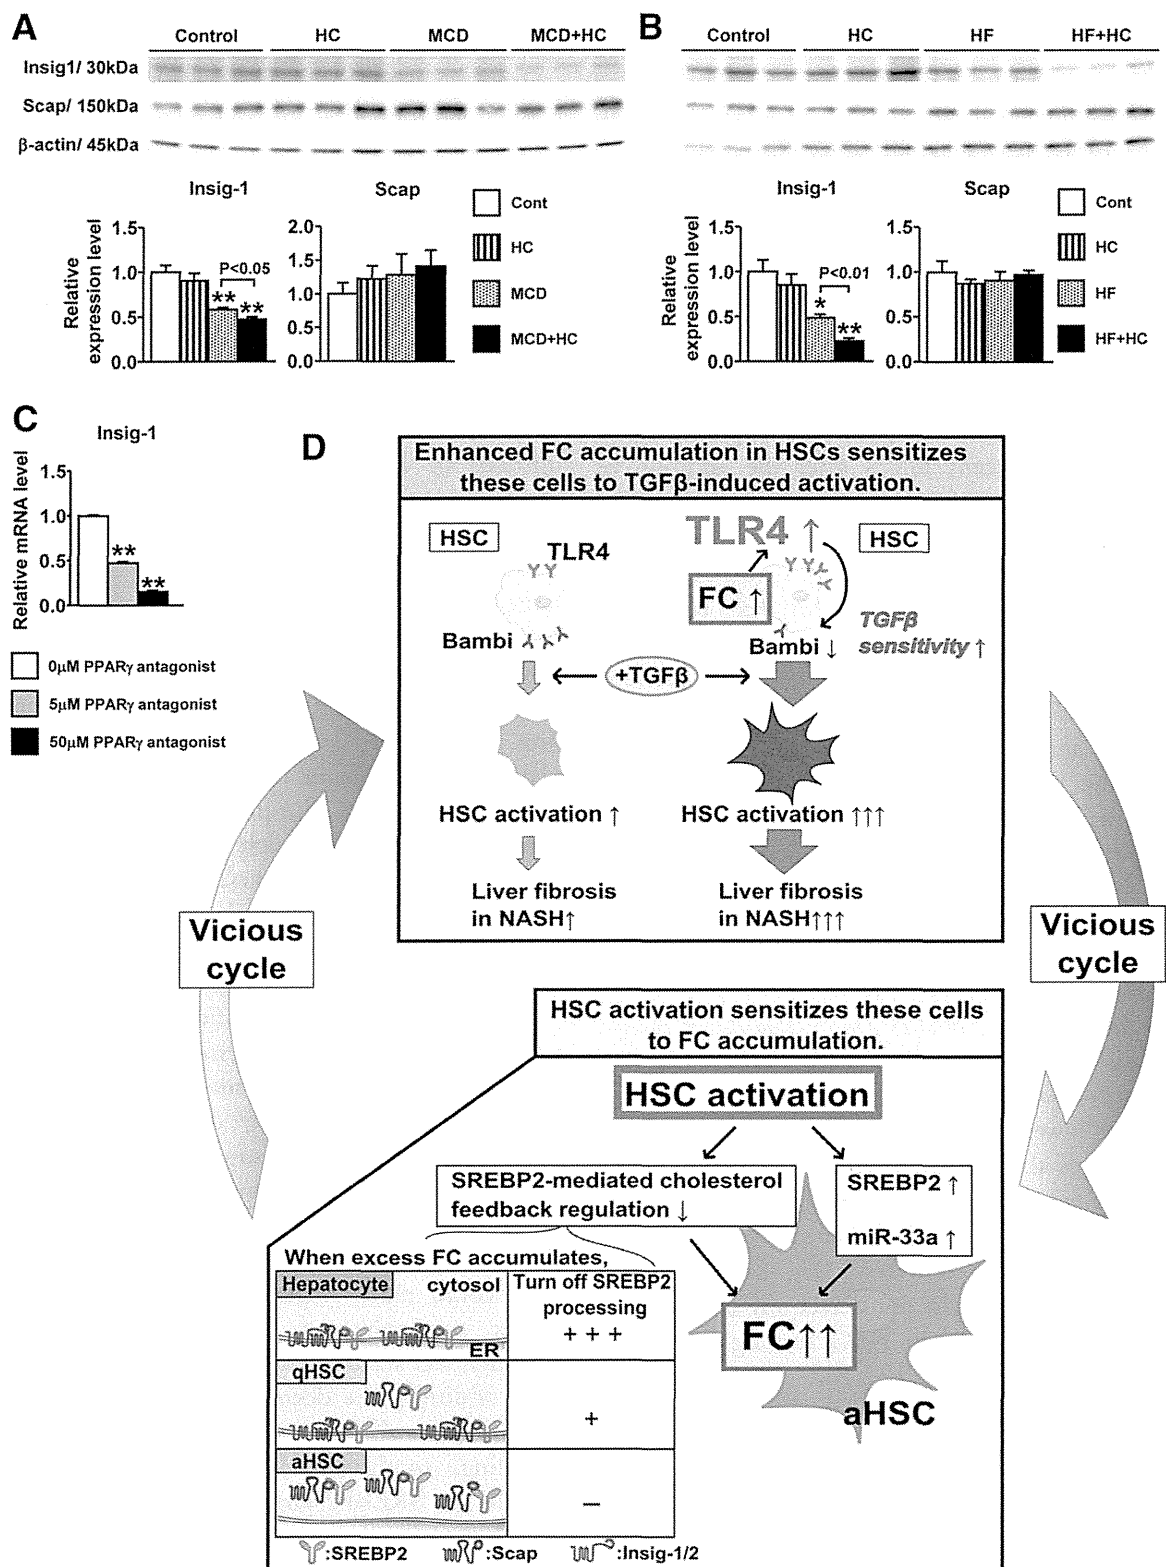 A
Control HC MCD MCD+HC
Insig1/ 30kDa
Scap/ 150kDa
β-actin/ 45kDa
Insig-1
Scap
Relative
expression level
1.5
1.0
0.5
0.0
P<0.05
**
**
2.0
1.5
1.0
0.5
0.0
Cont
HC
MCD
MCD+HC
B
Control HC HF HF+HC
Insig-1
Scap
Relative
expression level
1.5
1.0
0.5
0.0
P<0.01
*
**
1.5
1.0
0.5
0.0
Cont
HC
HF
HF+HC
C
Insig-1
Relative mRNA level
1.5
1.0
0.5
0.0
**
**
0μM PPARγ antagonist
5μM PPARγ antagonist
50μM PPARγ antagonist
D
Enhanced FC accumulation in HSCs sensitizes
these cells to TGFβ-induced activation.
HSC
TLR4
Bambi
TLR4 ↑
HSC
FC ↑
Bambi ↓
TGFβ
sensitivity ↑
+TGFβ
HSC activation ↑
HSC activation ↑↑↑
Liver fibrosis
in NASH↑
Liver fibrosis
in NASH↑↑↑
Vicious
cycle
Vicious
cycle
HSC activation sensitizes these cells
to FC accumulation.
HSC activation
SREBP2-mediated cholesterol
feedback regulation ↓
SREBP2 ↑
miR-33a ↑
When excess FC accumulates,
Hepatocyte cytosol
Turn off SREBP2
processing
+ + +
ER
qHSC
+
aHSC
–
FC↑↑
aHSC
:SREBP2 :Scap :Insig-1/2